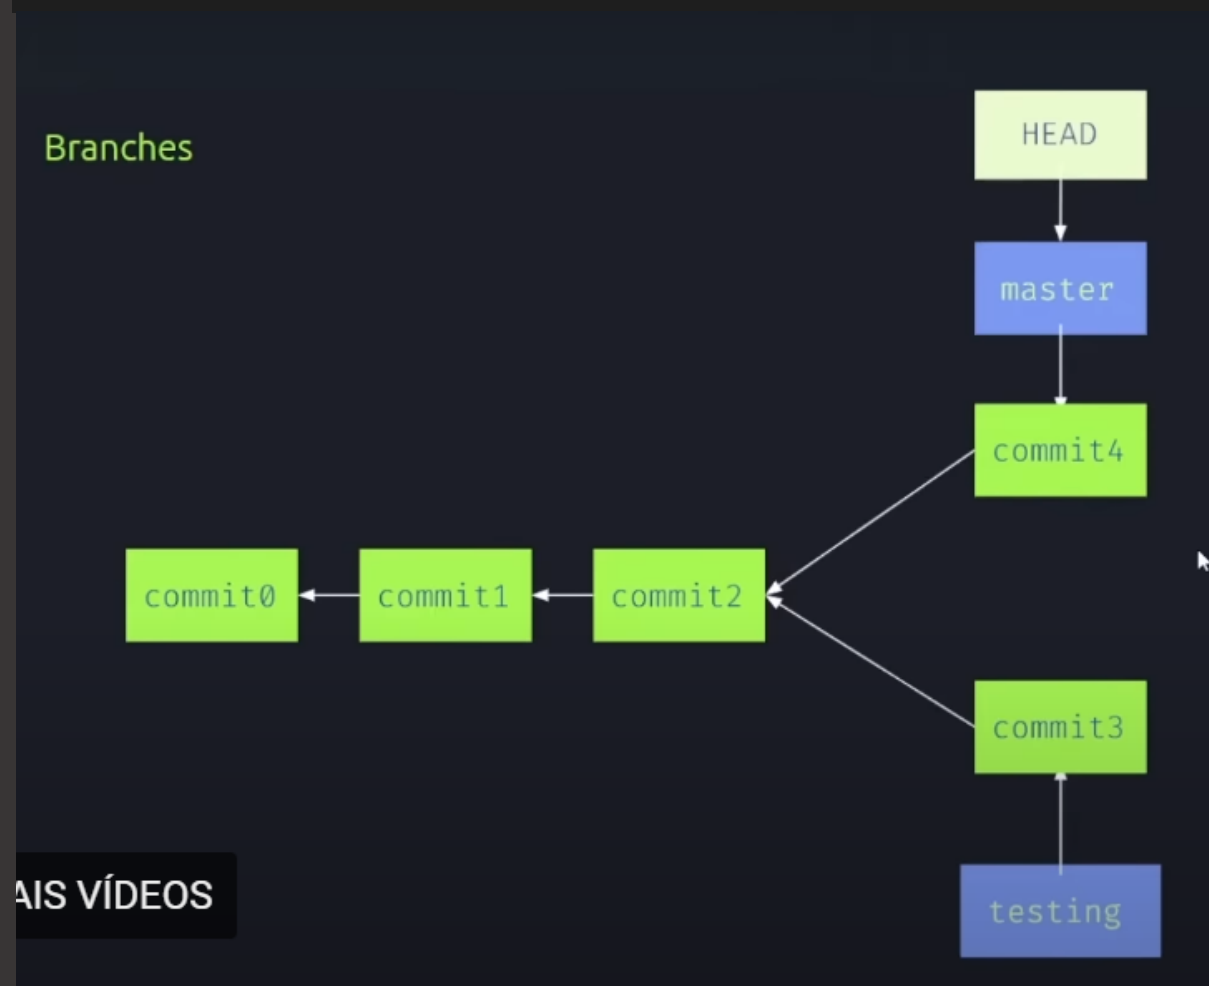 Branches
HEAD
master
commit4
commit0
commit1
commit2
commit3
AIS VÍDEOS
testing